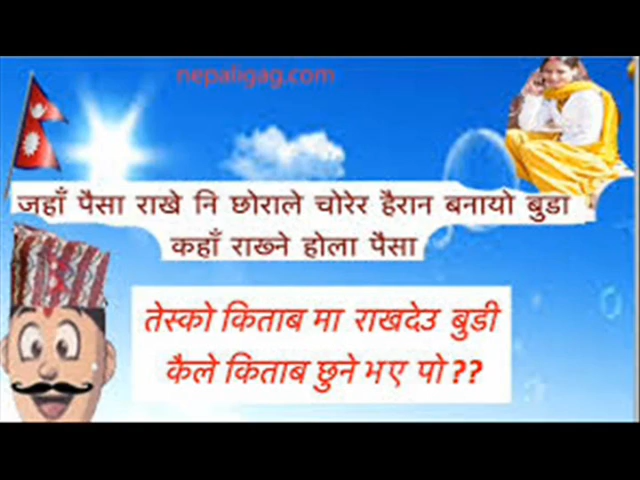 nepaligag.com
जहाँ पैसा राखे नि छोराले चोरेर हैरान बनायो बुडा !
कहाँ राख्ने होला पैसा
तेस्को किताब मा राखदेउ बुडी
कैले किताब छुने भए पो ??